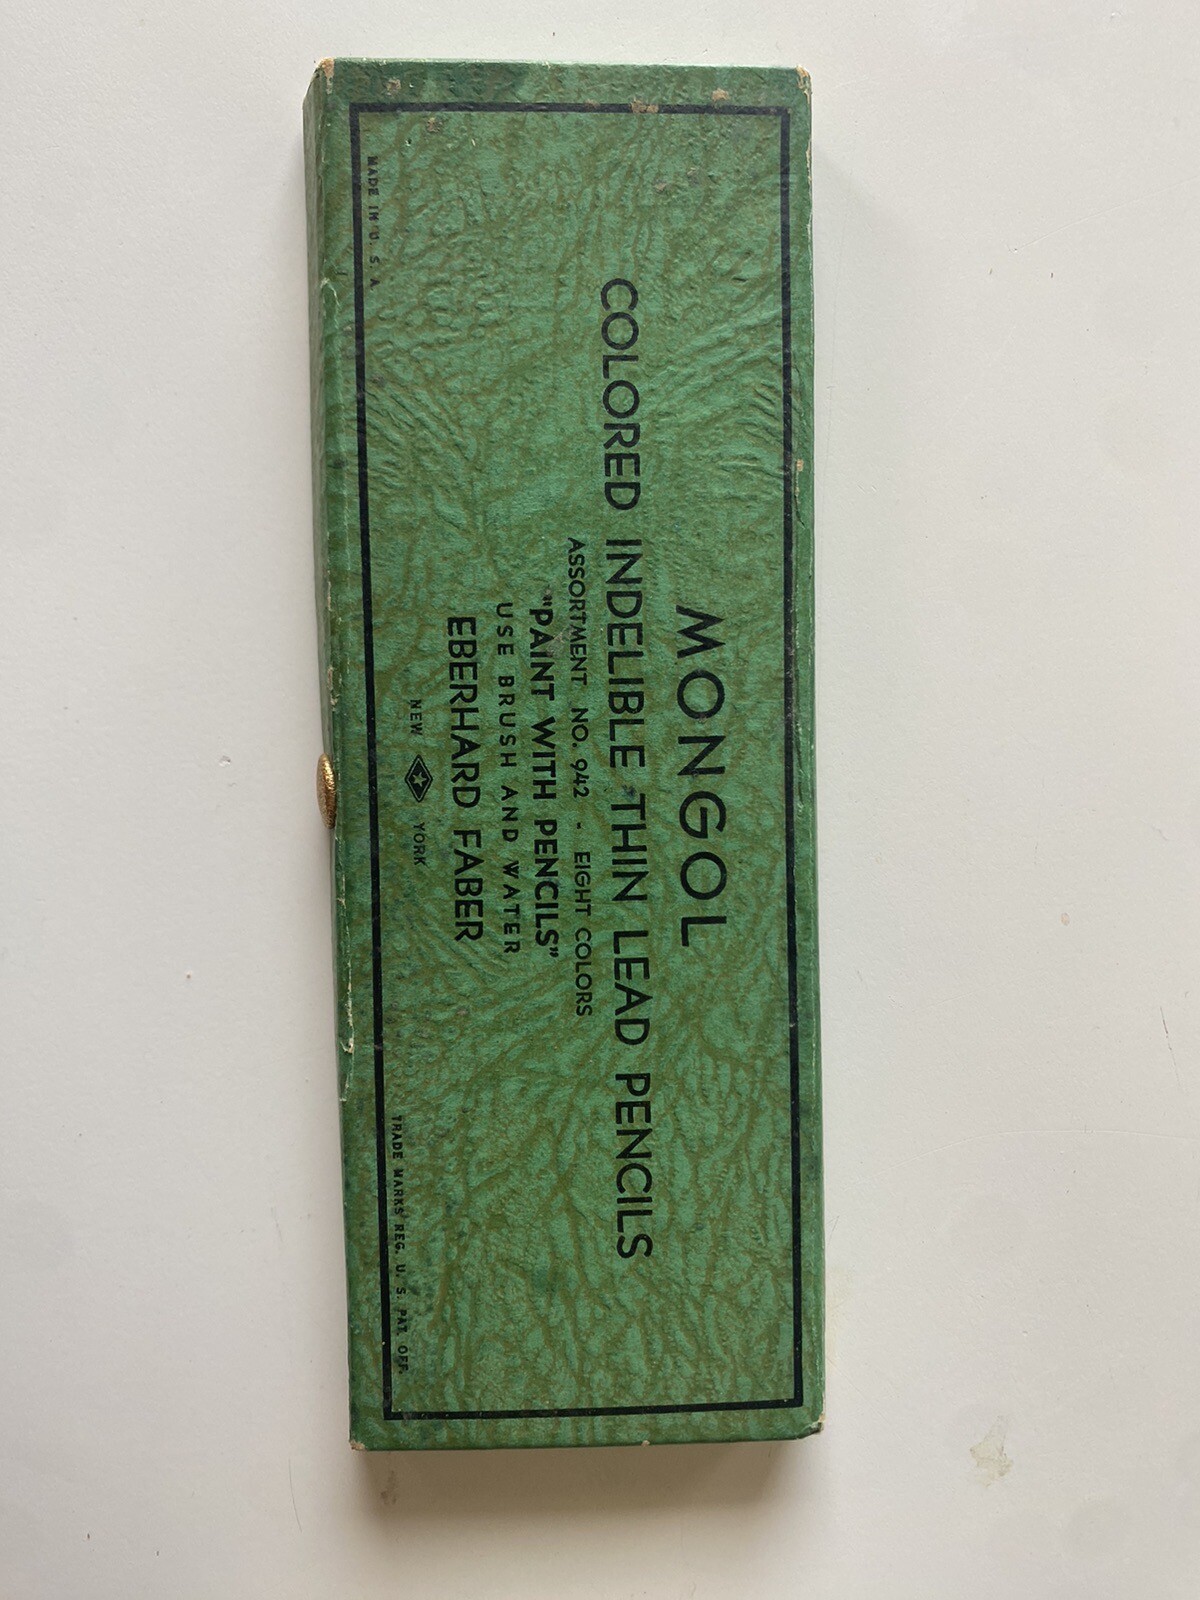 MONGOL
COLORED INDELIBLE THIN LEAD PENCILS
ASSORTMENT NO. 942 - EIGHT COLORS
"PAINT WITH PENCILS"
USE BRUSH AND WATER
EBERHARD FABER
NEW YORK
MADE IN U. S. A.
TRADE MARKS REG. U. S. PAT. OFF.